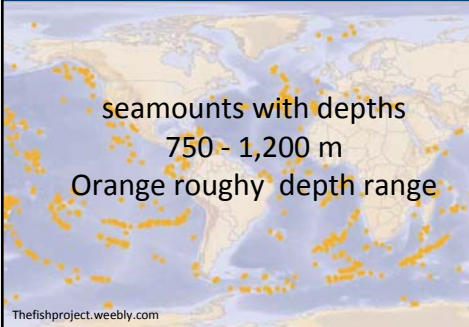 seamounts with depths
750 - 1,200 m
Orange roughy depth range
Thefishproject.weebly.com